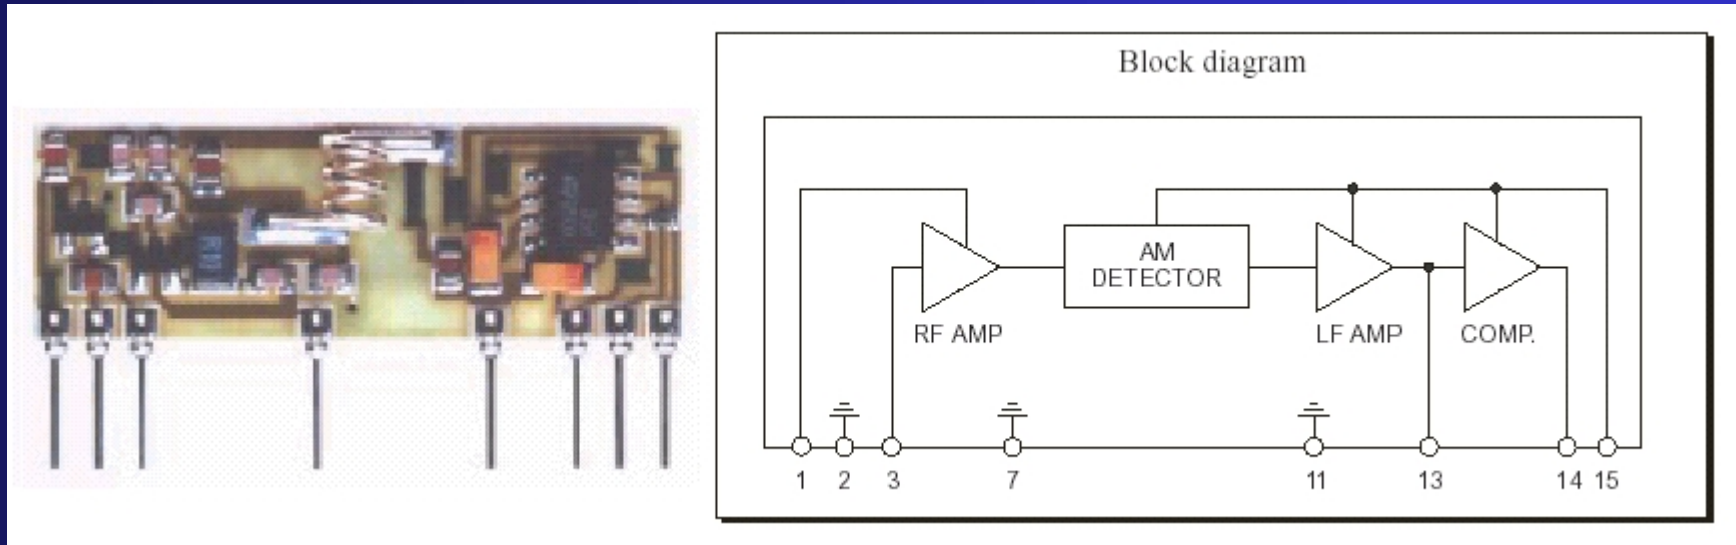 Block diagram
AM
DETECTOR
RF AMP
LF AMP
COMP.
1 2 3 7 11 13 14 15